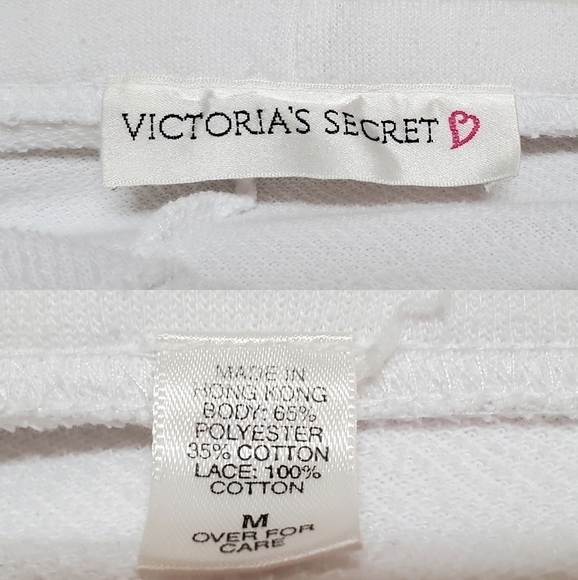 VICTORIA'S SECRET
MADE IN
HONG KONG
BODY: 65%
POLYESTER
35% COTTON
LACE: 100%
COTTON
M
OVER FOR
CARE